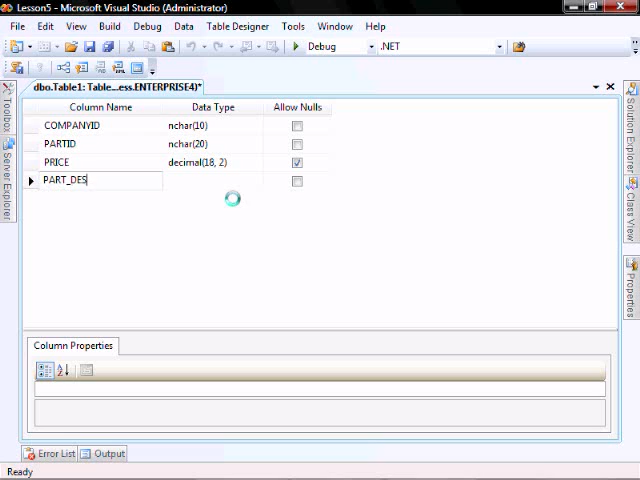 Lesson5 - Microsoft Visual Studio (Administrator)
File Edit View Build Debug Data Table Designer Tools Window Help
Debug .NET
dbo.Table1: Table...ess.ENTERPRISE4)*
Column Name Data Type Allow Nulls
COMPANYID nchar(10)
PARTID nchar(20)
PRICE decimal(18, 2)
PART_DES
Toolbox
Server Explorer
Solution Explorer
Class View
Properties
Column Properties
Error List Output
Ready